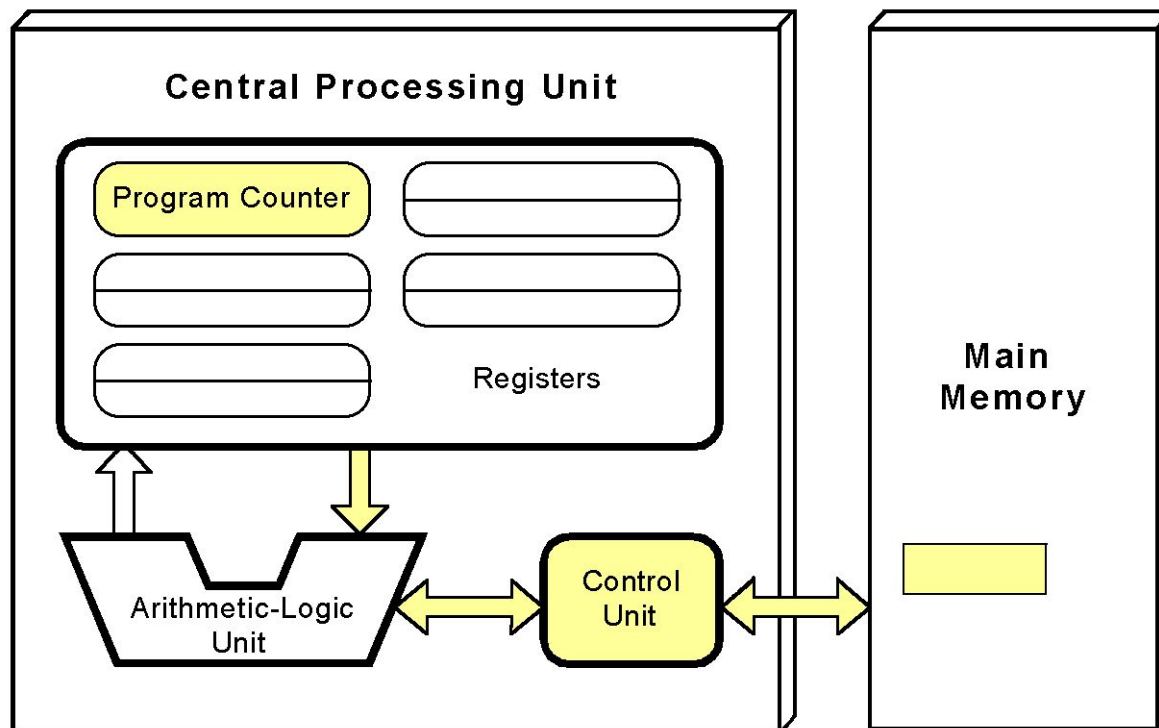 Central Processing Unit
Program Counter
Registers
Main
Memory
Arithmetic-Logic
Unit
Control
Unit